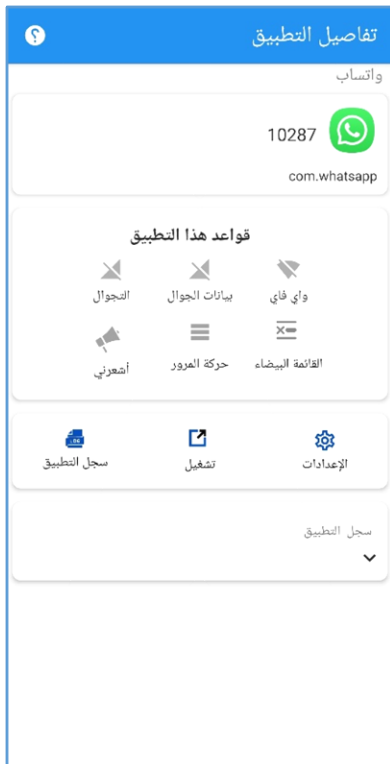 تفاصيل التطبيق
واتساب
10287
com.whatsapp
قواعد هذا التطبيق
واي فاي بيانات الجوال التجوال
القائمة البيضاء حركة المرور أشعرني
الإعدادات تشغيل سجل التطبيق
سجل التطبيق